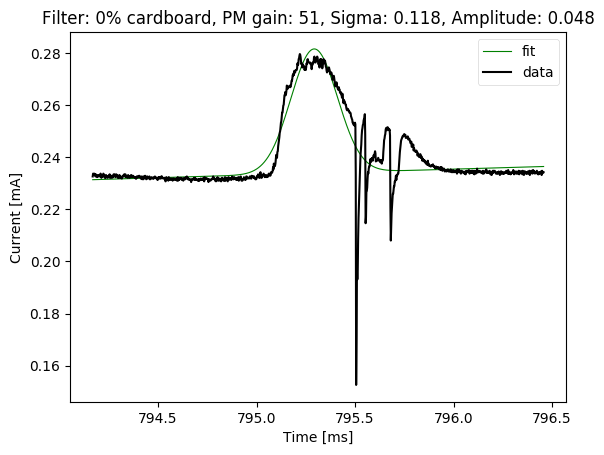 Filter: 0% cardboard, PM gain: 51, Sigma: 0.118, Amplitude: 0.048
fit
data
0.28
0.26
0.24
0.22
0.20
0.18
0.16
Current [mA]
794.5 795.0 795.5 796.0 796.5
Time [ms]